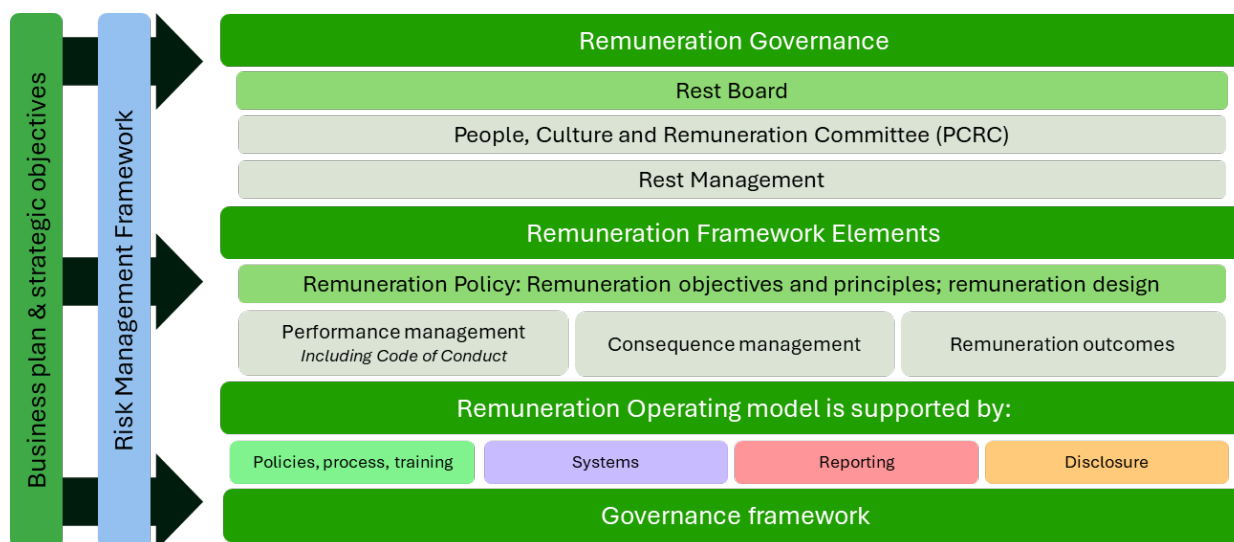 Business plan & strategic objectives
Risk Management Framework
Remuneration Governance
Rest Board
People, Culture and Remuneration Committee (PCRC)
Rest Management
Remuneration Framework Elements
Remuneration Policy: Remuneration objectives and principles; remuneration design
Performance management
Including Code of Conduct
Consequence management
Remuneration outcomes
Remuneration Operating model is supported by:
Policies, process, training
Systems
Reporting
Disclosure
Governance framework